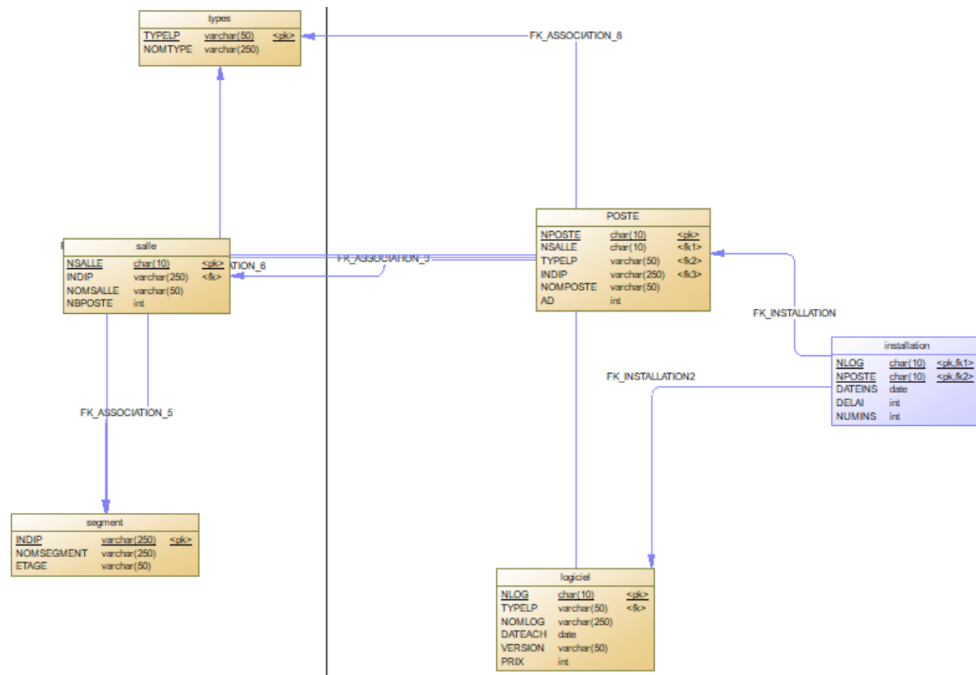 types
TYPELP varchar(50) <pk>
NOMTYPE varchar(250)
FK_ASSOCIATION_8
POSTE
NPOSTE char(10) <pk>
NSALLE char(10) <fk1>
TYPELP varchar(50) <fk2>
INDIP varchar(250) <fk3>
NOMPOSTE varchar(50)
AD int
salle
NSALLE char(10) <pk>
INDIP varchar(250) <fk>
NOMSALLE varchar(50)
NBPOSTE int
ATION_6
FK_ASSOCIATION_3
FK_INSTALLATION
installation
NLOG char(10) <pk,fk1>
NPOSTE char(10) <pk,fk2>
DATEINS date
DELAI int
NUMINS int
FK_INSTALLATION2
FK_ASSOCIATION_5
segment
INDIP varchar(250) <pk>
NOMSEGMENT varchar(250)
ETAGE varchar(50)
logiciel
NLOG char(10) <pk>
TYPELP varchar(50) <fk>
NOMLOG varchar(250)
DATEACH date
VERSION varchar(50)
PRIX int